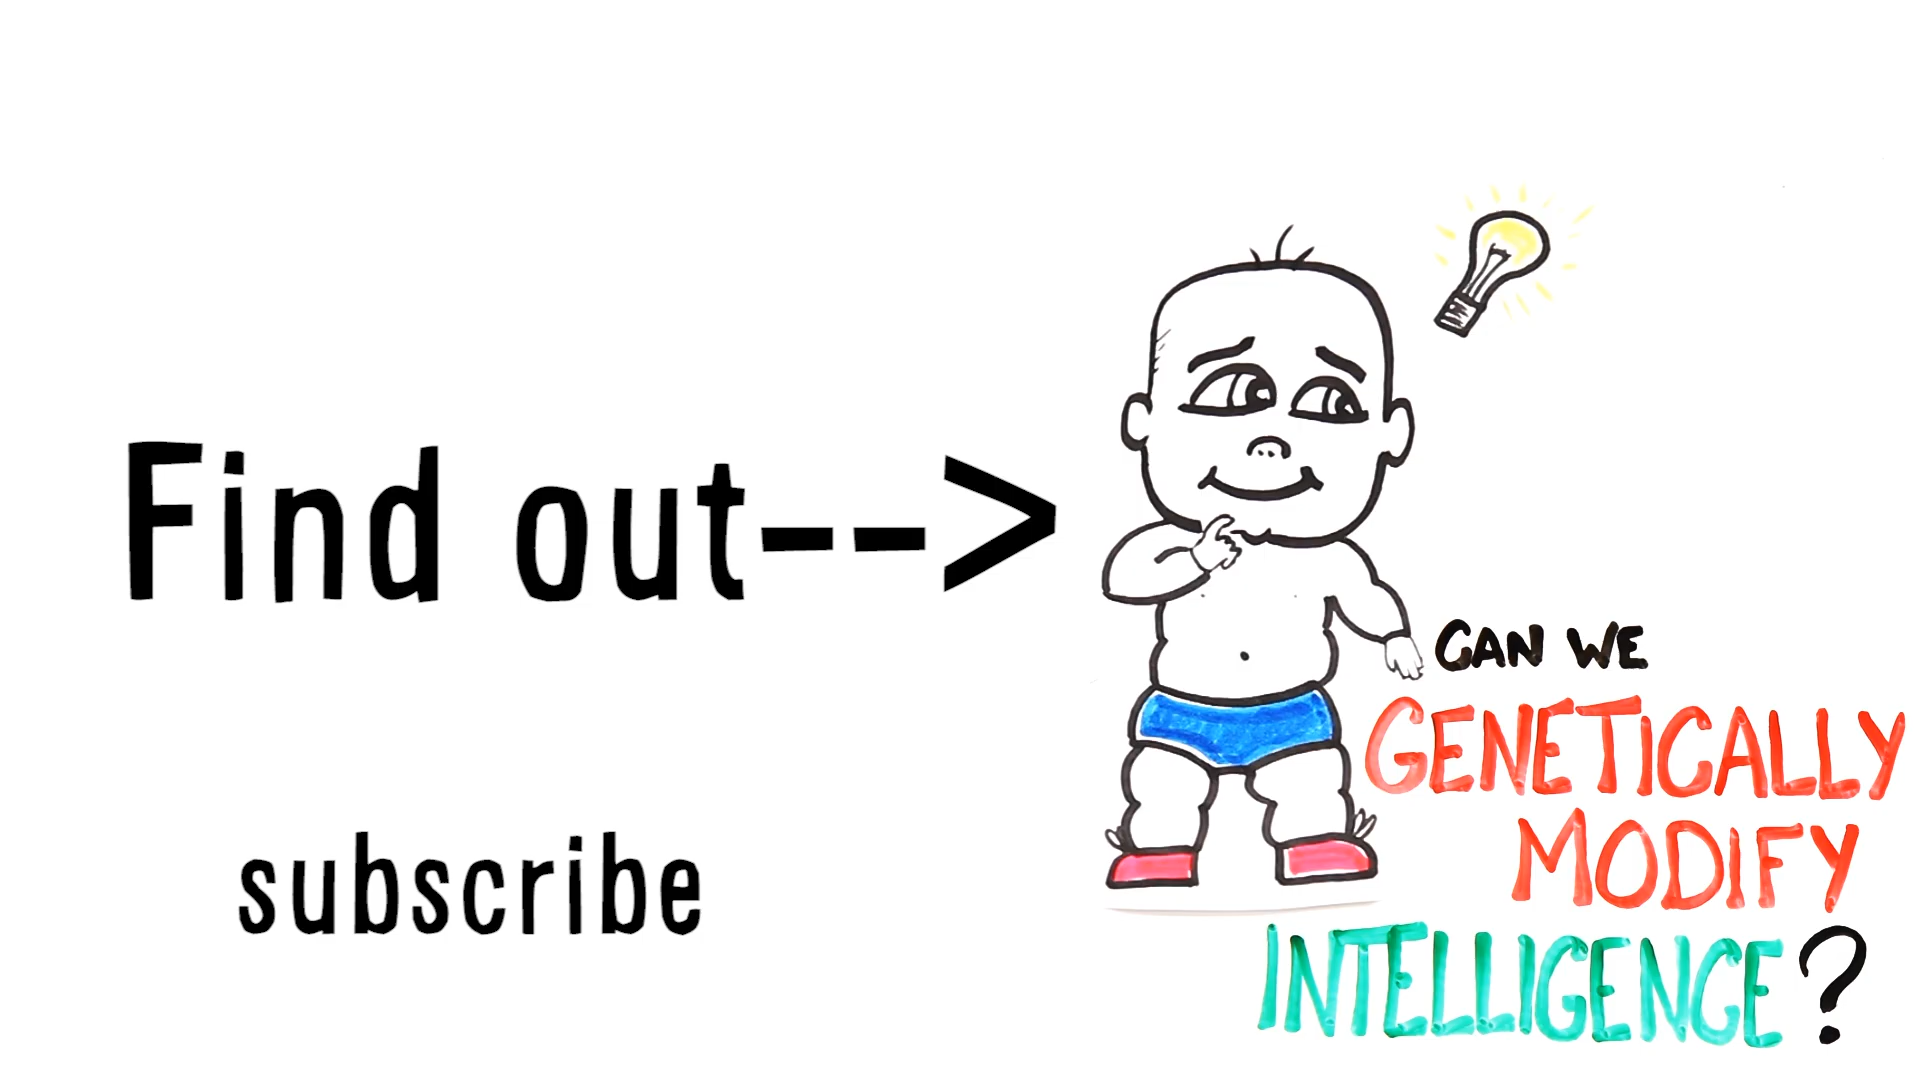 Find out-->
subscribe
CAN WE
GENETICALLY
MODIFY
INTELLIGENCE?